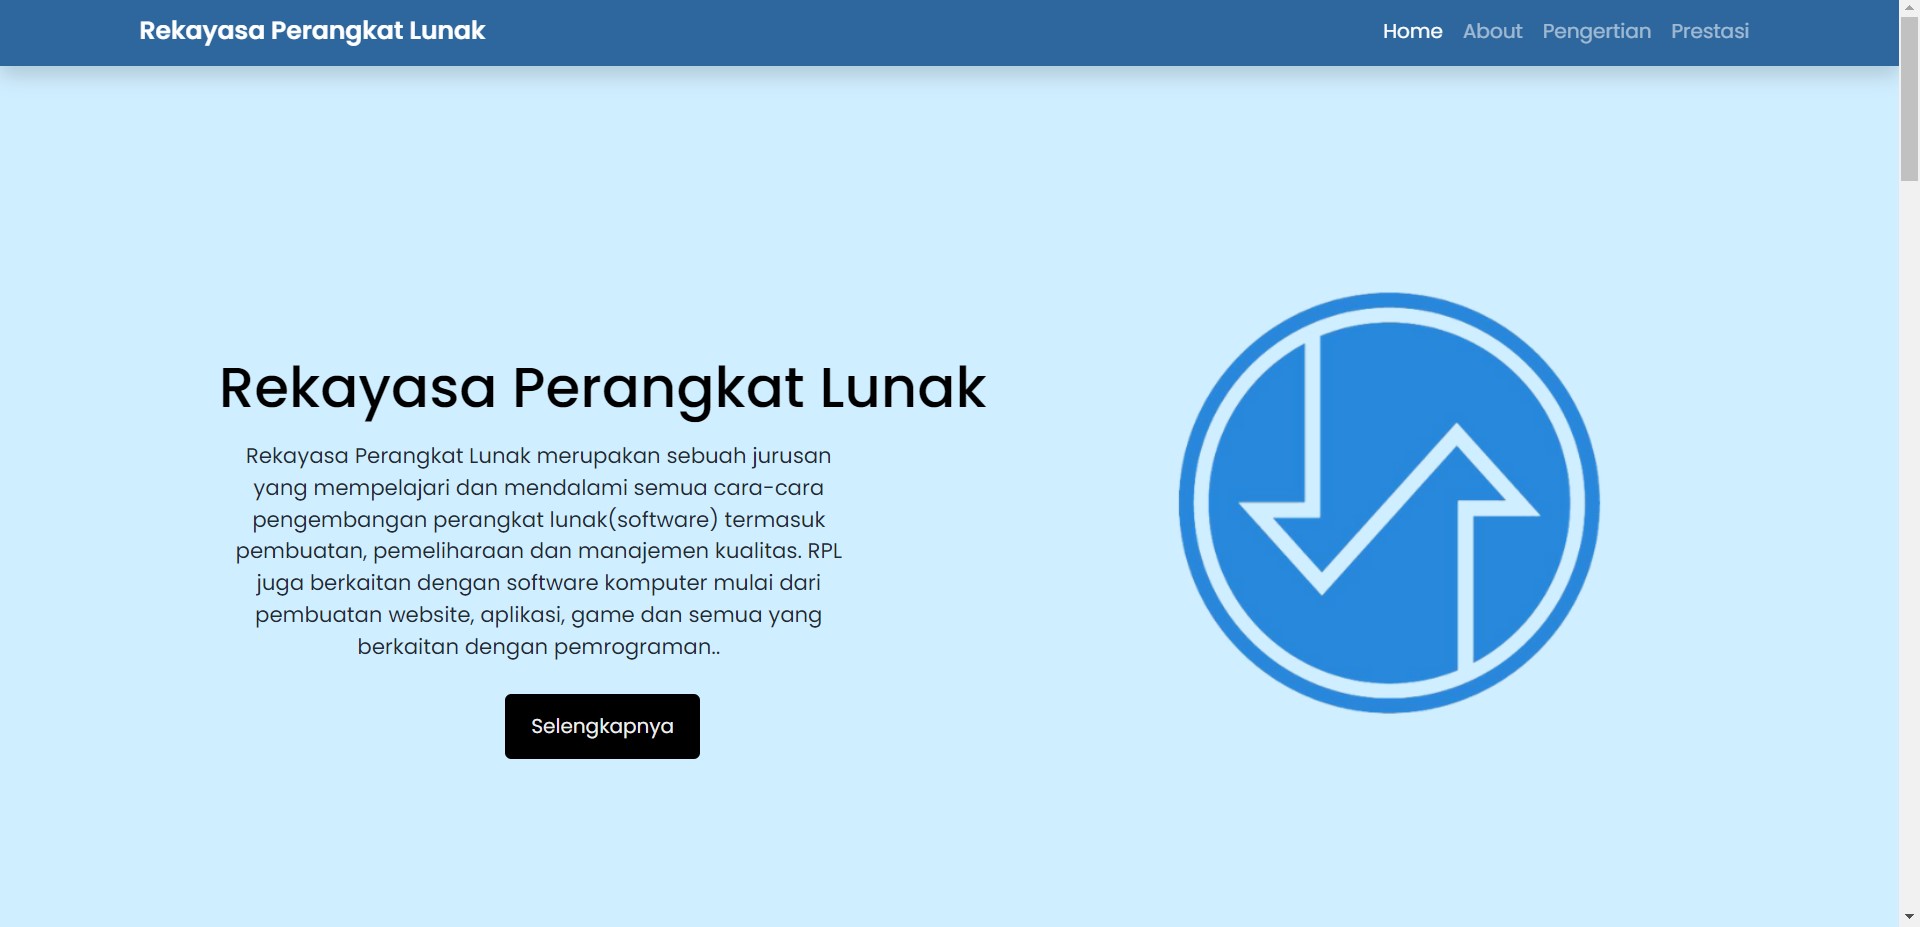 Rekayasa Perangkat Lunak
Home About Pengertian Prestasi
Rekayasa Perangkat Lunak
Rekayasa Perangkat Lunak merupakan sebuah jurusan
yang mempelajari dan mendalami semua cara-cara
pengembangan perangkat lunak(software) termasuk
pembuatan, pemeliharaan dan manajemen kualitas. RPL
juga berkaitan dengan software komputer mulai dari
pembuatan website, aplikasi, game dan semua yang
berkaitan dengan pemrograman..
Selengkapnya